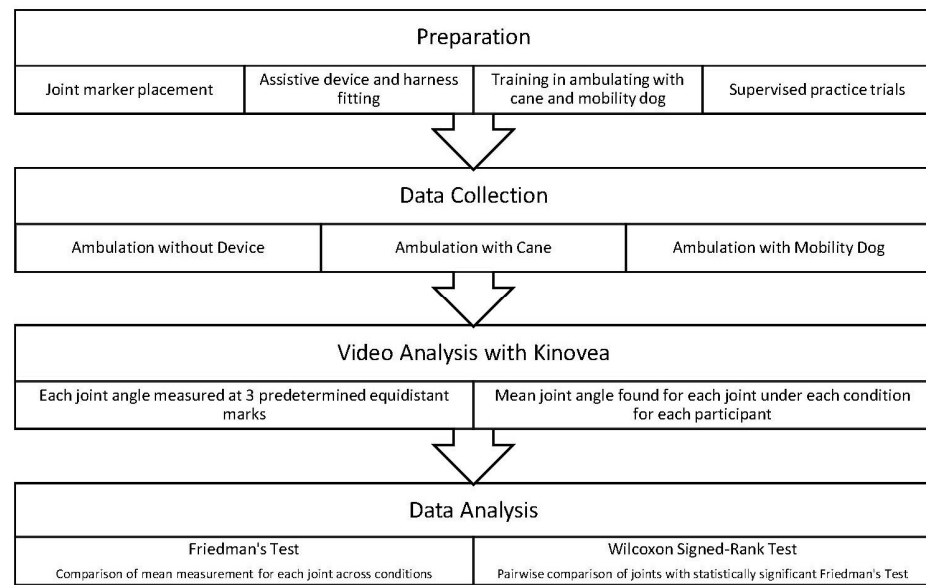 Preparation
Joint marker placement
Assistive device and harness
fitting
Training in ambulating with
cane and mobility dog
Supervised practice trials
Data Collection
Ambulation without Device
Ambulation with Cane
Ambulation with Mobility Dog
Video Analysis with Kinovea
Each joint angle measured at 3 predetermined equidistant
marks
Mean joint angle found for each joint under each condition
for each participant
Data Analysis
Friedman's Test
Comparison of mean measurement for each joint across conditions
Wilcoxon Signed-Rank Test
Pairwise comparison of joints with statistically significant Friedman's Test